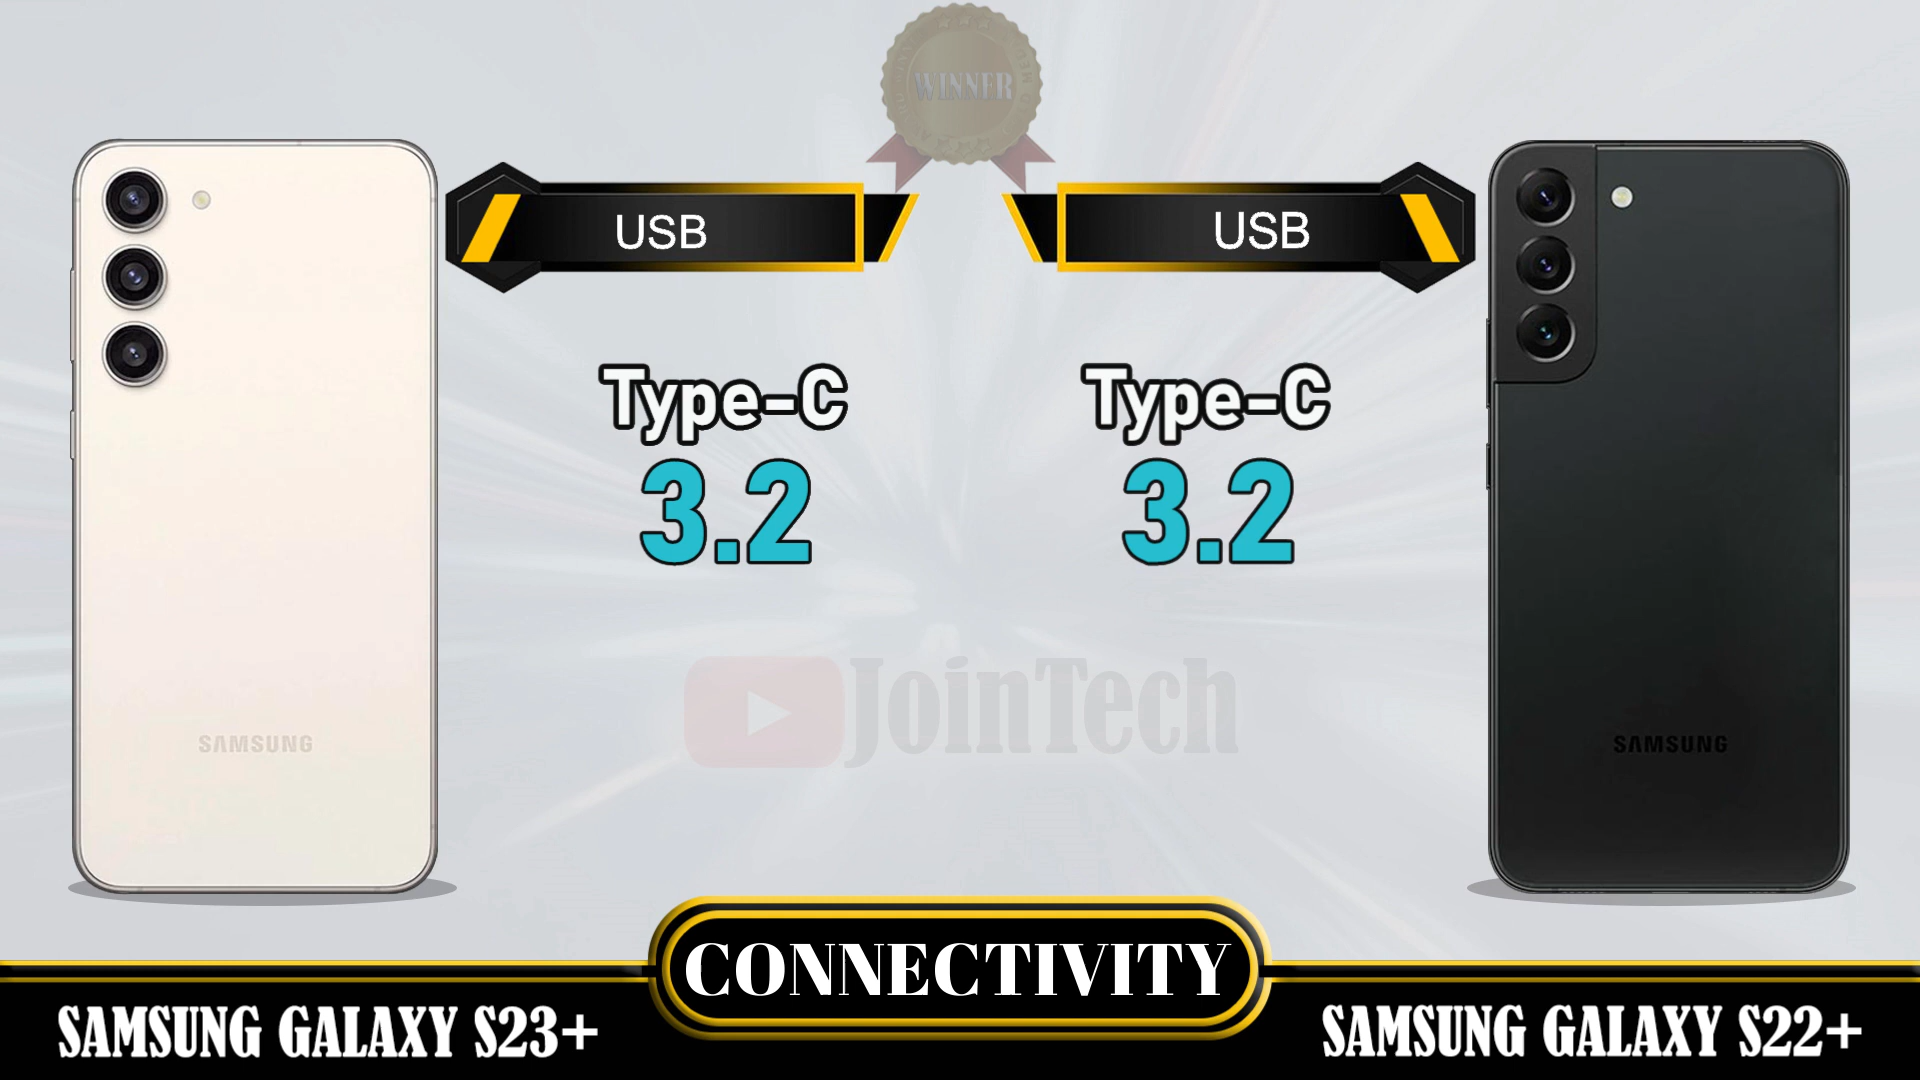 WINNER
USB
USB
Type-C
3.2
Type-C
3.2
JoinTech
SAMSUNG
SAMSUNG
CONNECTIVITY
SAMSUNG GALAXY S23+
SAMSUNG GALAXY S22+